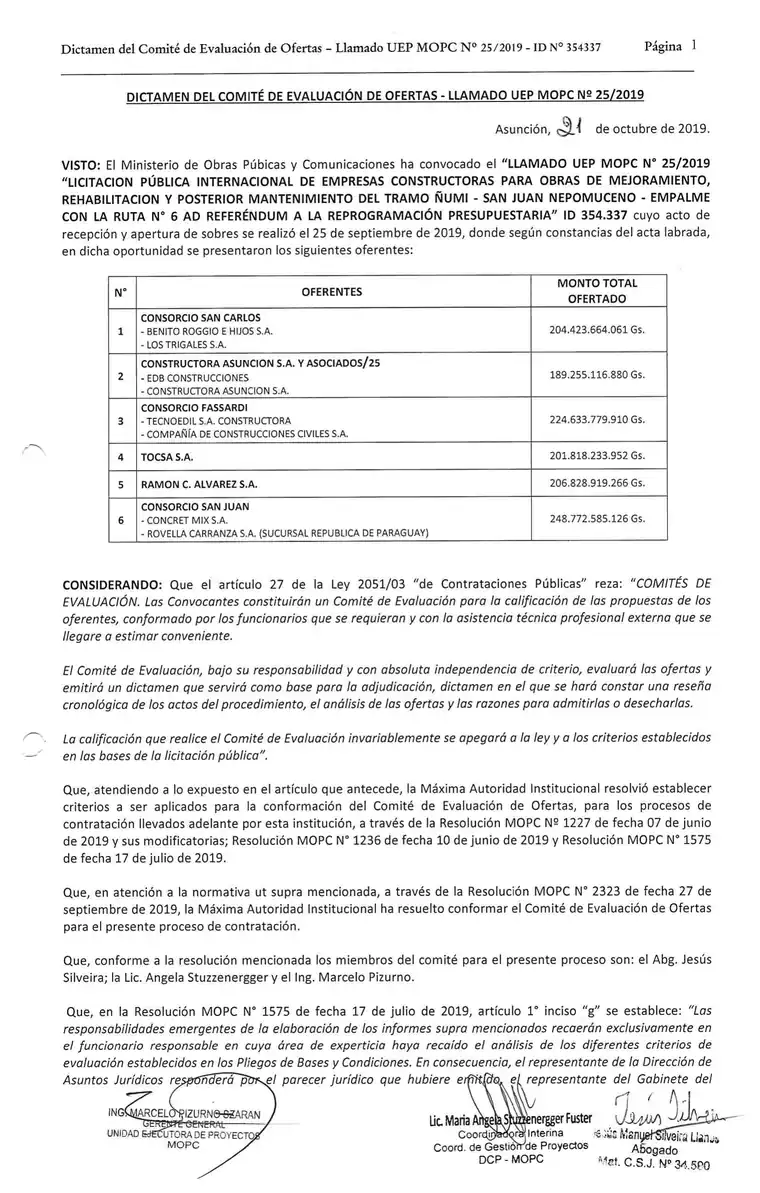 Dictamen del Comité de Evaluación de Ofertas – Llamado UEP MOPC Nº 25/2019 - ID Nº 354337 Página 1
DICTAMEN DEL COMITÉ DE EVALUACIÓN DE OFERTAS - LLAMADO UEP MOPC Nº 25/2019
Asunción, 21 de octubre de 2019.
VISTO: El Ministerio de Obras Púbicas y Comunicaciones ha convocado el "LLAMADO UEP MOPC N° 25/2019
"LICITACION PÚBLICA INTERNACIONAL DE EMPRESAS CONSTRUCTORAS PARA OBRAS DE MEJORAMIENTO,
REHABILITACION Y POSTERIOR MANTENIMIENTO DEL TRAMO ÑUMI - SAN JUAN NEPOMUCENO - EMPALME
CON LA RUTA N° 6 AD REFERÉNDUM A LA REPROGRAMACIÓN PRESUPUESTARIA" ID 354.337 cuyo acto de
recepción y apertura de sobres se realizó el 25 de septiembre de 2019, donde según constancias del acta labrada,
en dicha oportunidad se presentaron los siguientes oferentes:
N° OFERENTES MONTO TOTAL OFERTADO
1 CONSORCIO SAN CARLOS
- BENITO ROGGIO E HIJOS S.A. 204.423.664.061 Gs.
- LOS TRIGALES S.A.
2 CONSTRUCTORA ASUNCION S.A. Y ASOCIADOS/25
- EDB CONSTRUCCIONES 189.255.116.880 Gs.
- CONSTRUCTORA ASUNCION S.A.
3 CONSORCIO FASSARDI
- TECNOEDIL S.A. CONSTRUCTORA 224.633.779.910 Gs.
- COMPAÑÍA DE CONSTRUCCIONES CIVILES S.A.
4 TOCSA S.A. 201.818.233.952 Gs.
5 RAMON C. ALVAREZ S.A. 206.828.919.266 Gs.
6 CONSORCIO SAN JUAN
- CONCRET MIX S.A. 248.772.585.126 Gs.
- ROVELLA CARRANZA S.A. (SUCURSAL REPUBLICA DE PARAGUAY)
CONSIDERANDO: Que el artículo 27 de la Ley 2051/03 "de Contrataciones Públicas" reza: "COMITÉS DE
EVALUACIÓN. Las Convocantes constituirán un Comité de Evaluación para la calificación de las propuestas de los
oferentes, conformado por los funcionarios que se requieran y con la asistencia técnica profesional externa que se
llegare a estimar conveniente.
El Comité de Evaluación, bajo su responsabilidad y con absoluta independencia de criterio, evaluará las ofertas y
emitirá un dictamen que servirá como base para la adjudicación, dictamen en el que se hará constar una reseña
cronológica de los actos del procedimiento, el análisis de las ofertas y las razones para admitirlas o desecharlas.
La calificación que realice el Comité de Evaluación invariablemente se apegará a la ley y a los criterios establecidos
en las bases de la licitación pública".
Que, atendiendo a lo expuesto en el artículo que antecede, la Máxima Autoridad Institucional resolvió establecer
criterios a ser aplicados para la conformación del Comité de Evaluación de Ofertas, para los procesos de
contratación llevados adelante por esta institución, a través de la Resolución MOPC Nº 1227 de fecha 07 de junio
de 2019 y sus modificatorias; Resolución MOPC N° 1236 de fecha 10 de junio de 2019 y Resolución MOPC N° 1575
de fecha 17 de julio de 2019.
Que, en atención a la normativa ut supra mencionada, a través de la Resolución MOPC N° 2323 de fecha 27 de
septiembre de 2019, la Máxima Autoridad Institucional ha resuelto conformar el Comité de Evaluación de Ofertas
para el presente proceso de contratación.
Que, conforme a la resolución mencionada los miembros del comité para el presente proceso son: el Abg. Jesús
Silveira; la Lic. Angela Stuzzenergger y el Ing. Marcelo Pizurno.
Que, en la Resolución MOPC N° 1575 de fecha 17 de julio de 2019, artículo 1° inciso "g" se establece: "Las
responsabilidades emergentes de la elaboración de los informes supra mencionados recaerán exclusivamente en
el funcionario responsable en cuya área de experticia haya recaído el análisis de los diferentes criterios de
evaluación establecidos en los Pliegos de Bases y Condiciones. En consecuencia, el representante de la Dirección de
Asuntos Jurídicos responderá por el parecer jurídico que hubiere emitido, el representante del Gabinete del
ING. MARCELO PIZURNO OZARAN
GERENTE GENERAL
UNIDAD EJECUTORA DE PROYECTOS
MOPC
Lic. Maria Angela Stuzzenergger Fuster
Coordinadora Interina
Coord. de Gestión de Proyectos
DCP - MOPC
Jesús Manuel Silveira Llanos
Abogado
Mat. C.S.J. Nº 34.590